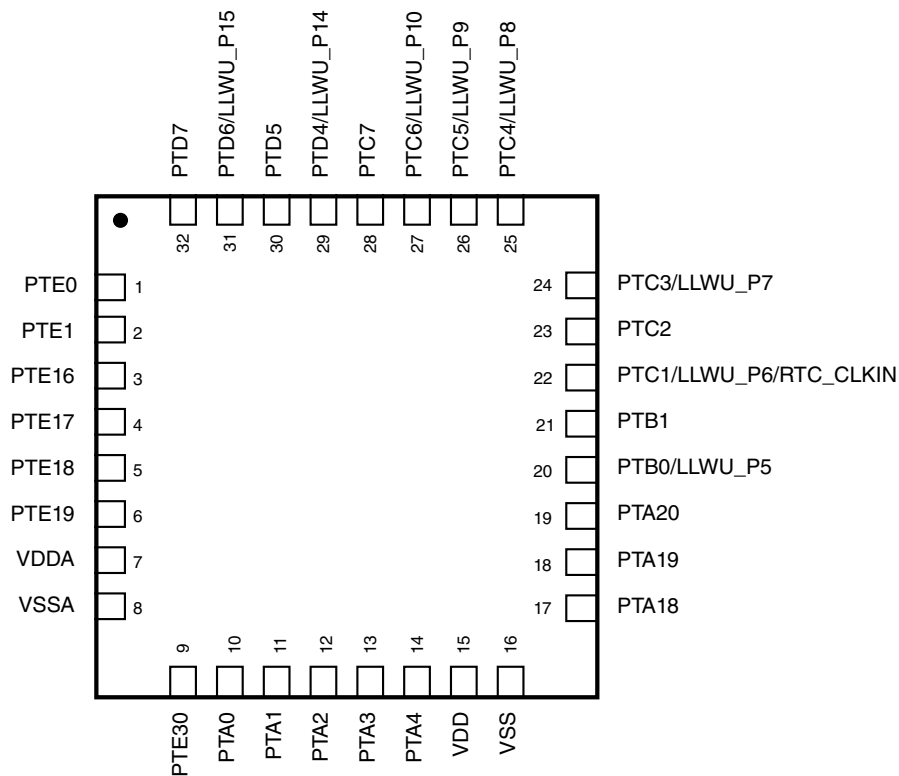 PTD7
PTD6/LLWU_P15
PTD5
PTD4/LLWU_P14
PTC7
PTC6/LLWU_P10
PTC5/LLWU_P9
PTC4/LLWU_P8
32
31
30
29
28
27
26
25
PTE0 1
PTE1 2
PTE16 3
PTE17 4
PTE18 5
PTE19 6
VDDA 7
VSSA 8
24 PTC3/LLWU_P7
23 PTC2
22 PTC1/LLWU_P6/RTC_CLKIN
21 PTB1
20 PTB0/LLWU_P5
19 PTA20
18 PTA19
17 PTA18
9
10
11
12
13
14
15
16
PTE30
PTA0
PTA1
PTA2
PTA3
PTA4
VDD
VSS